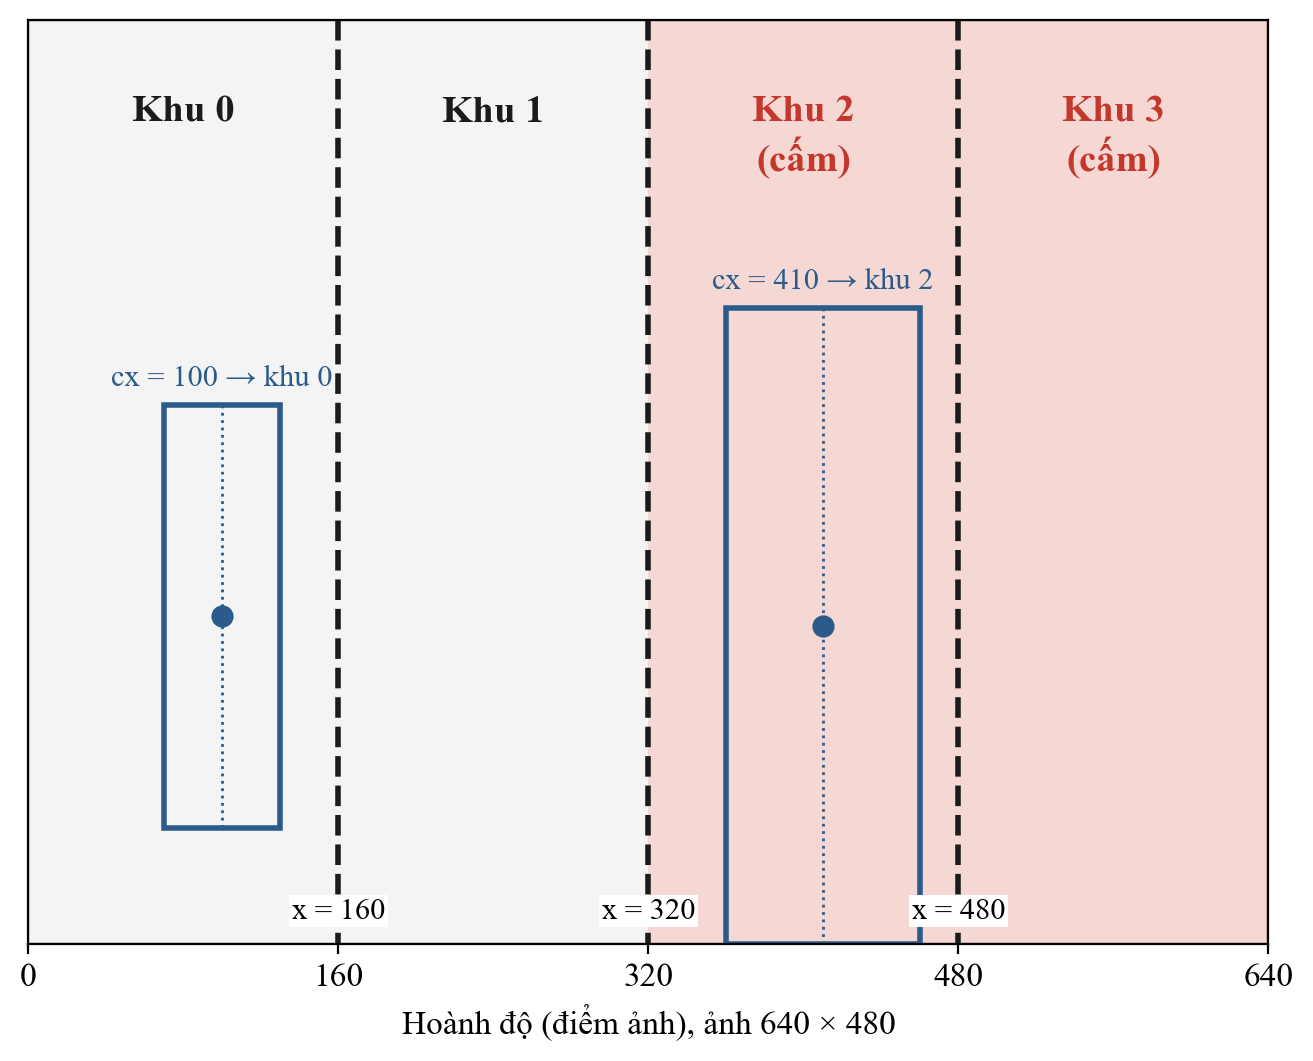 Khu 0
Khu 1
Khu 2
(cấm)
Khu 3
(cấm)
cx = 410 → khu 2
cx = 100 → khu 0
x = 160
x = 320
x = 480
0
160
320
480
640
Hoành độ (điểm ảnh), ảnh 640 × 480